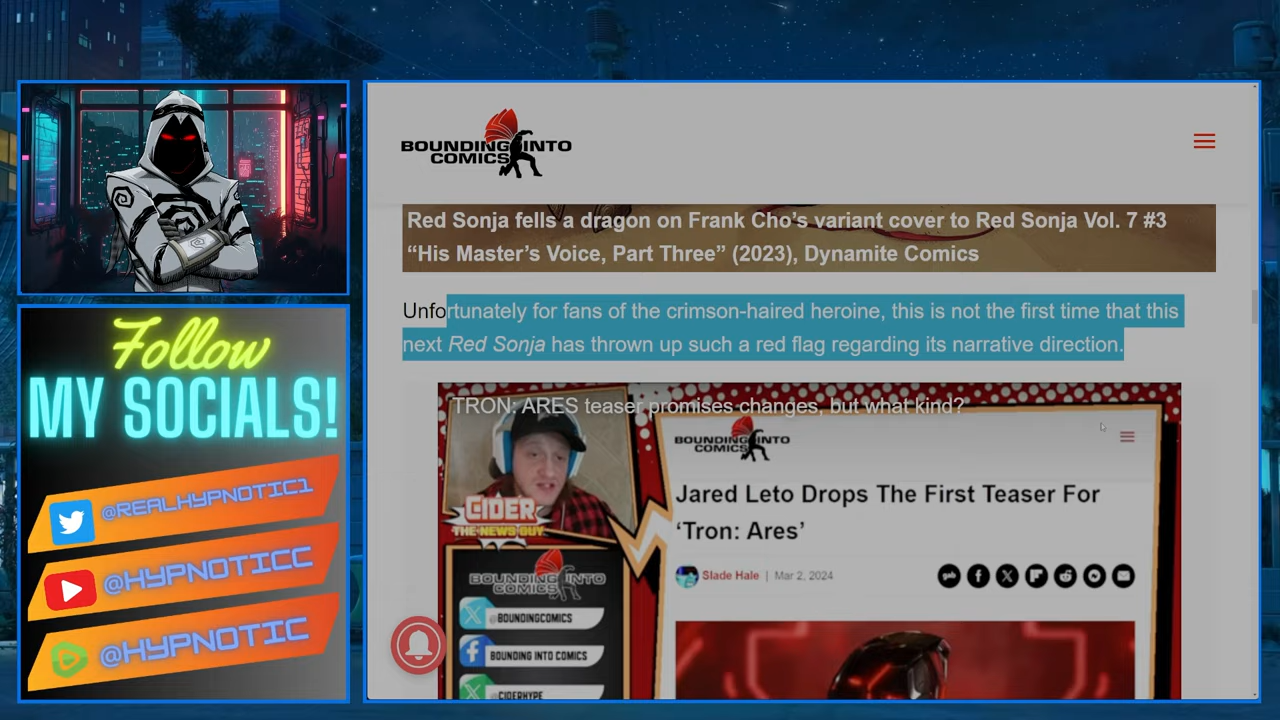 BOUNDING INTO
COMICS
Red Sonja fells a dragon on Frank Cho’s variant cover to Red Sonja Vol. 7 #3
“His Master’s Voice, Part Three” (2023), Dynamite Comics
Unfortunately for fans of the crimson-haired heroine, this is not the first time that this
next Red Sonja has thrown up such a red flag regarding its narrative direction.
TRON: ARES teaser promises changes, but what kind?
BOUNDING INTO
COMICS
Jared Leto Drops The First Teaser For
‘Tron: Ares’
Slade Hale | Mar 2, 2024
CIDER
THE NEWS GUY
BOUNDING INTO
COMICS
@BOUNDINGCOMICS
BOUNDING INTO COMICS
@CIDERHYPE
Follow
MY SOCIALS!
@REALHYPNOTIC1
@HYPNOTICC
@HYPNOTIC